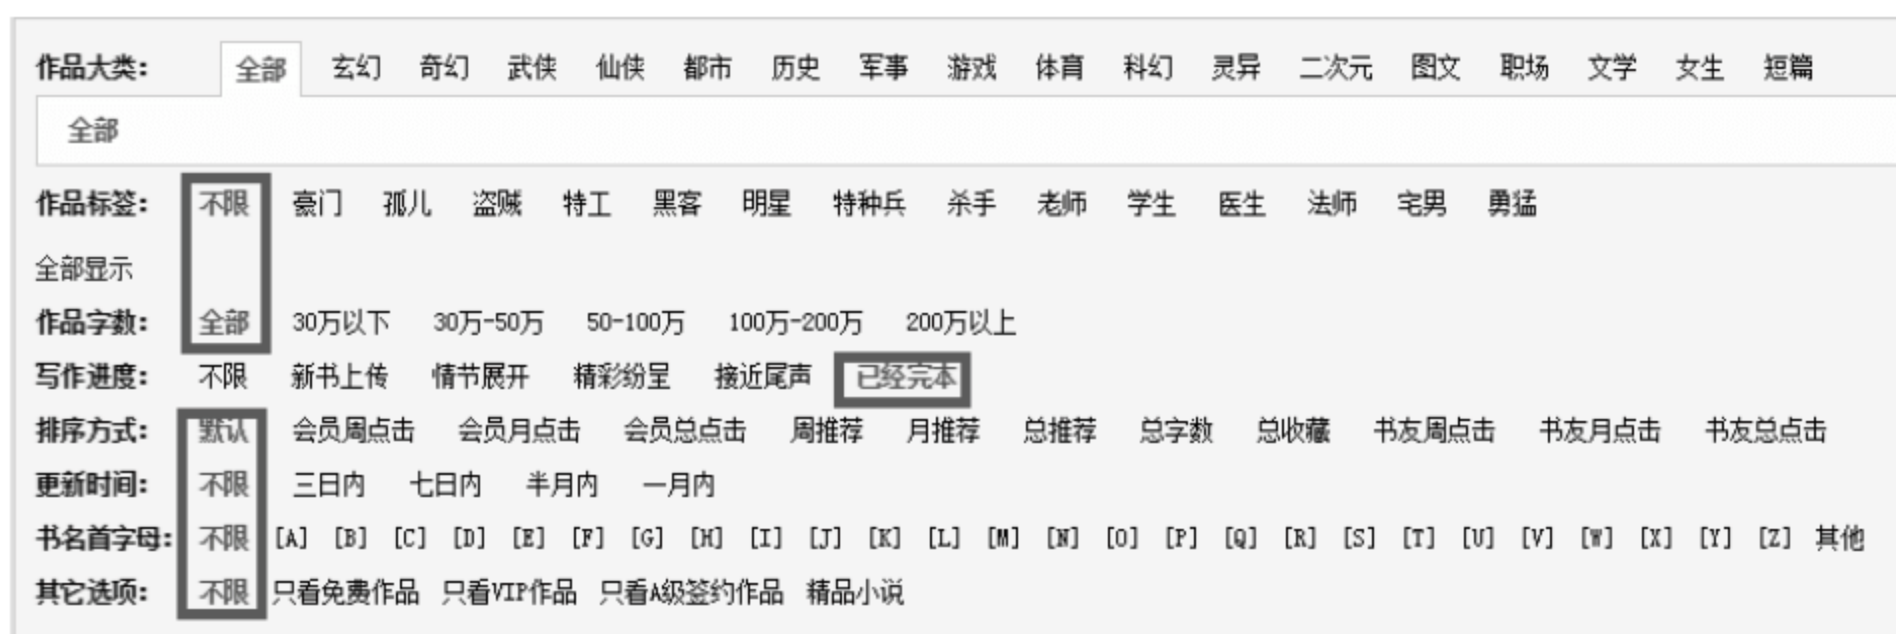 作品大类： 全部 玄幻 奇幻 武侠 仙侠 都市 历史 军事 游戏 体育 科幻 灵异 二次元 图文 职场 文学 女生 短篇
全部
作品标签： 不限 豪门 孤儿 盗贼 特工 黑客 明星 特种兵 杀手 老师 学生 医生 法师 宅男 勇猛
全部显示
作品字数： 全部 30万以下 30万-50万 50-100万 100万-200万 200万以上
写作进度： 不限 新书上传 情节展开 精彩纷呈 接近尾声 已经完本
排序方式： 默认 会员周点击 会员月点击 会员总点击 周推荐 月推荐 总推荐 总字数 总收藏 书友周点击 书友月点击 书友总点击
更新时间： 不限 三日内 七日内 半月内 一月内
书名首字母： 不限 [A] [B] [C] [D] [E] [F] [G] [H] [I] [J] [K] [L] [M] [N] [O] [P] [Q] [R] [S] [T] [U] [V] [W] [X] [Y] [Z] 其他
其它选项： 不限 只看免费作品 只看VIP作品 只看A级签约作品 精品小说